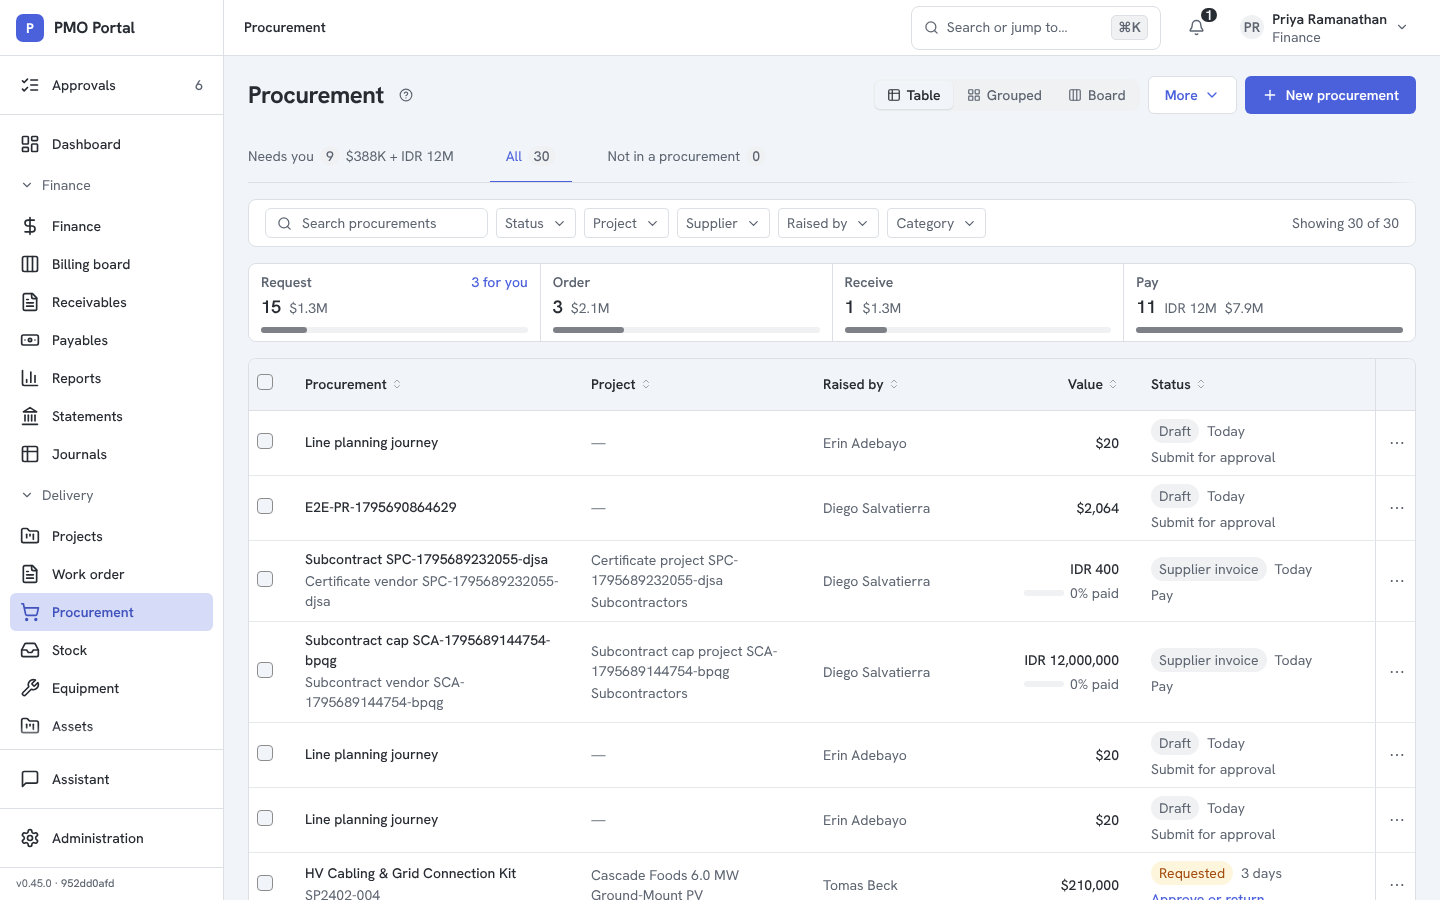 P PMO Portal
Procurement
Search or jump to...
⌘K
1
PR
Priya Ramanathan
Finance
Approvals 6
Dashboard
Finance
Finance
Billing board
Receivables
Payables
Reports
Statements
Journals
Delivery
Projects
Work order
Procurement
Stock
Equipment
Assets
Assistant
Administration
v0.45.0 · 952dd0afd
Procurement
Table Grouped Board
More
New procurement
Needs you 9 $388K + IDR 12M
All 30
Not in a procurement 0
Search procurements
Status
Project
Supplier
Raised by
Category
Showing 30 of 30
Request 3 for you
15 $1.3M
Order
3 $2.1M
Receive
1 $1.3M
Pay
11 IDR 12M $7.9M
Procurement Project Raised by Value Status
Line planning journey — Erin Adebayo $20 Draft Today
Submit for approval
E2E-PR-1795690864629 — Diego Salvatierra $2,064 Draft Today
Submit for approval
Subcontract SPC-1795689232055-djsa
Certificate vendor SPC-1795689232055-
djsa
Certificate project SPC-
1795689232055-djsa
Subcontractors
Diego Salvatierra
IDR 400
0% paid
Supplier invoice Today
Pay
Subcontract cap SCA-1795689144754-
bpqg
Subcontract vendor SCA-
1795689144754-bpqg
Subcontract cap project SCA-
1795689144754-bpqg
Subcontractors
Diego Salvatierra
IDR 12,000,000
0% paid
Supplier invoice Today
Pay
Line planning journey — Erin Adebayo $20 Draft Today
Submit for approval
Line planning journey — Erin Adebayo $20 Draft Today
Submit for approval
HV Cabling & Grid Connection Kit
SP2402-004
Cascade Foods 6.0 MW
Ground-Mount PV
Tomas Beck
$210,000
Requested 3 days
Approve or return